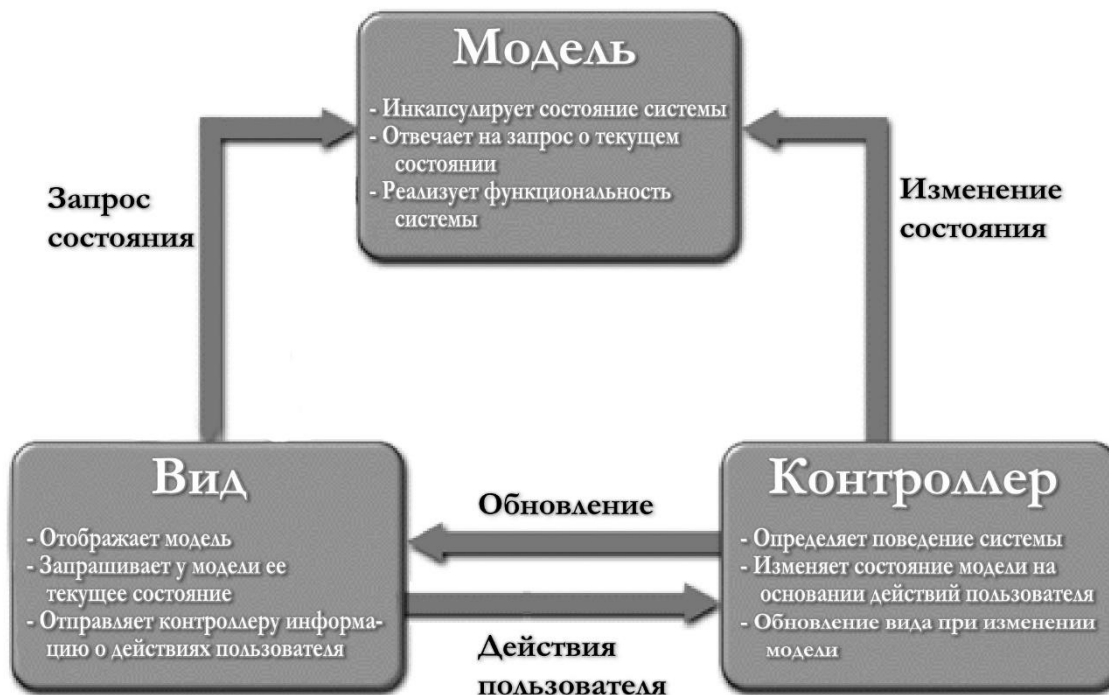 Модель
- Инкапсулирует состояние системы
- Отвечает на запрос о текущем
состоянии
- Реализует функциональность
системы
Запрос
состояния
Изменение
состояния
Вид
- Отображает модель
- Запрашивает у модели ее
текущее состояние
- Отправляет контроллеру информа-
цию о действиях пользователя
Обновление
Действия
пользователя
Контроллер
- Определяет поведение системы
- Изменяет состояние модели на
основании действий пользователя
- Обновление вида при изменении
модели